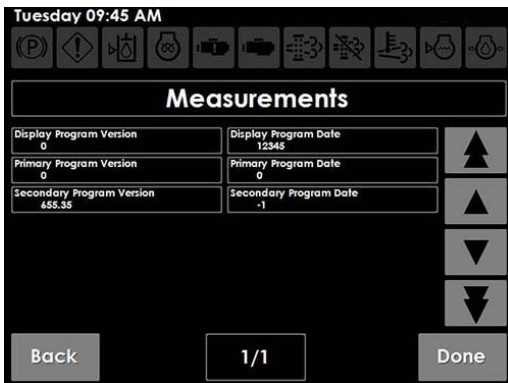 Tuesday 09:45 AM
(P)
Measurements
Display Program Version
0
Display Program Date
12345
Primary Program Version
0
Primary Program Date
0
Secondary Program Version
655.35
Secondary Program Date
-1
Back
1/1
Done